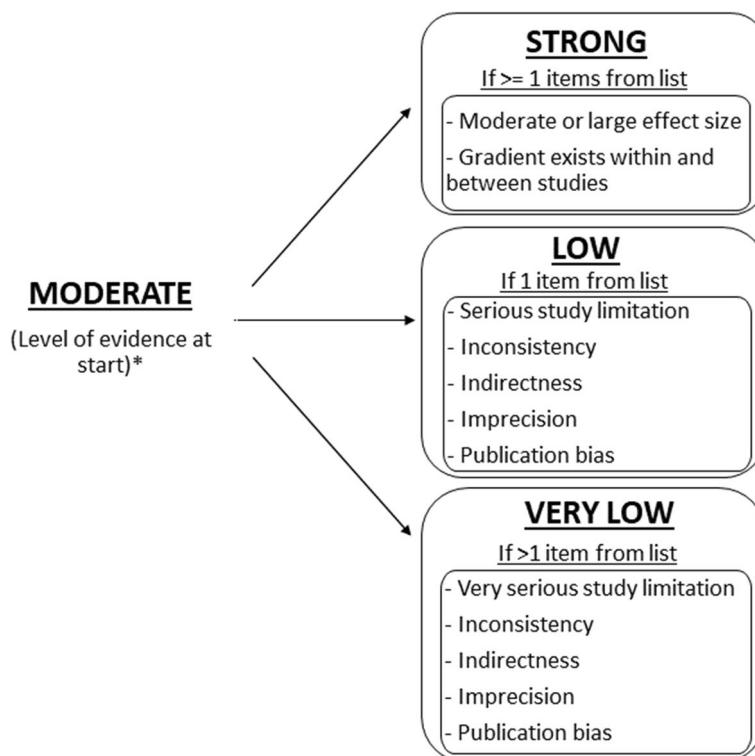 STRONG
If >= 1 items from list
- Moderate or large effect size
- Gradient exists within and
between studies
MODERATE
(Level of evidence at
start)*
LOW
If 1 item from list
- Serious study limitation
- Inconsistency
- Indirectness
- Imprecision
- Publication bias
VERY LOW
If >1 item from list
- Very serious study limitation
- Inconsistency
- Indirectness
- Imprecision
- Publication bias